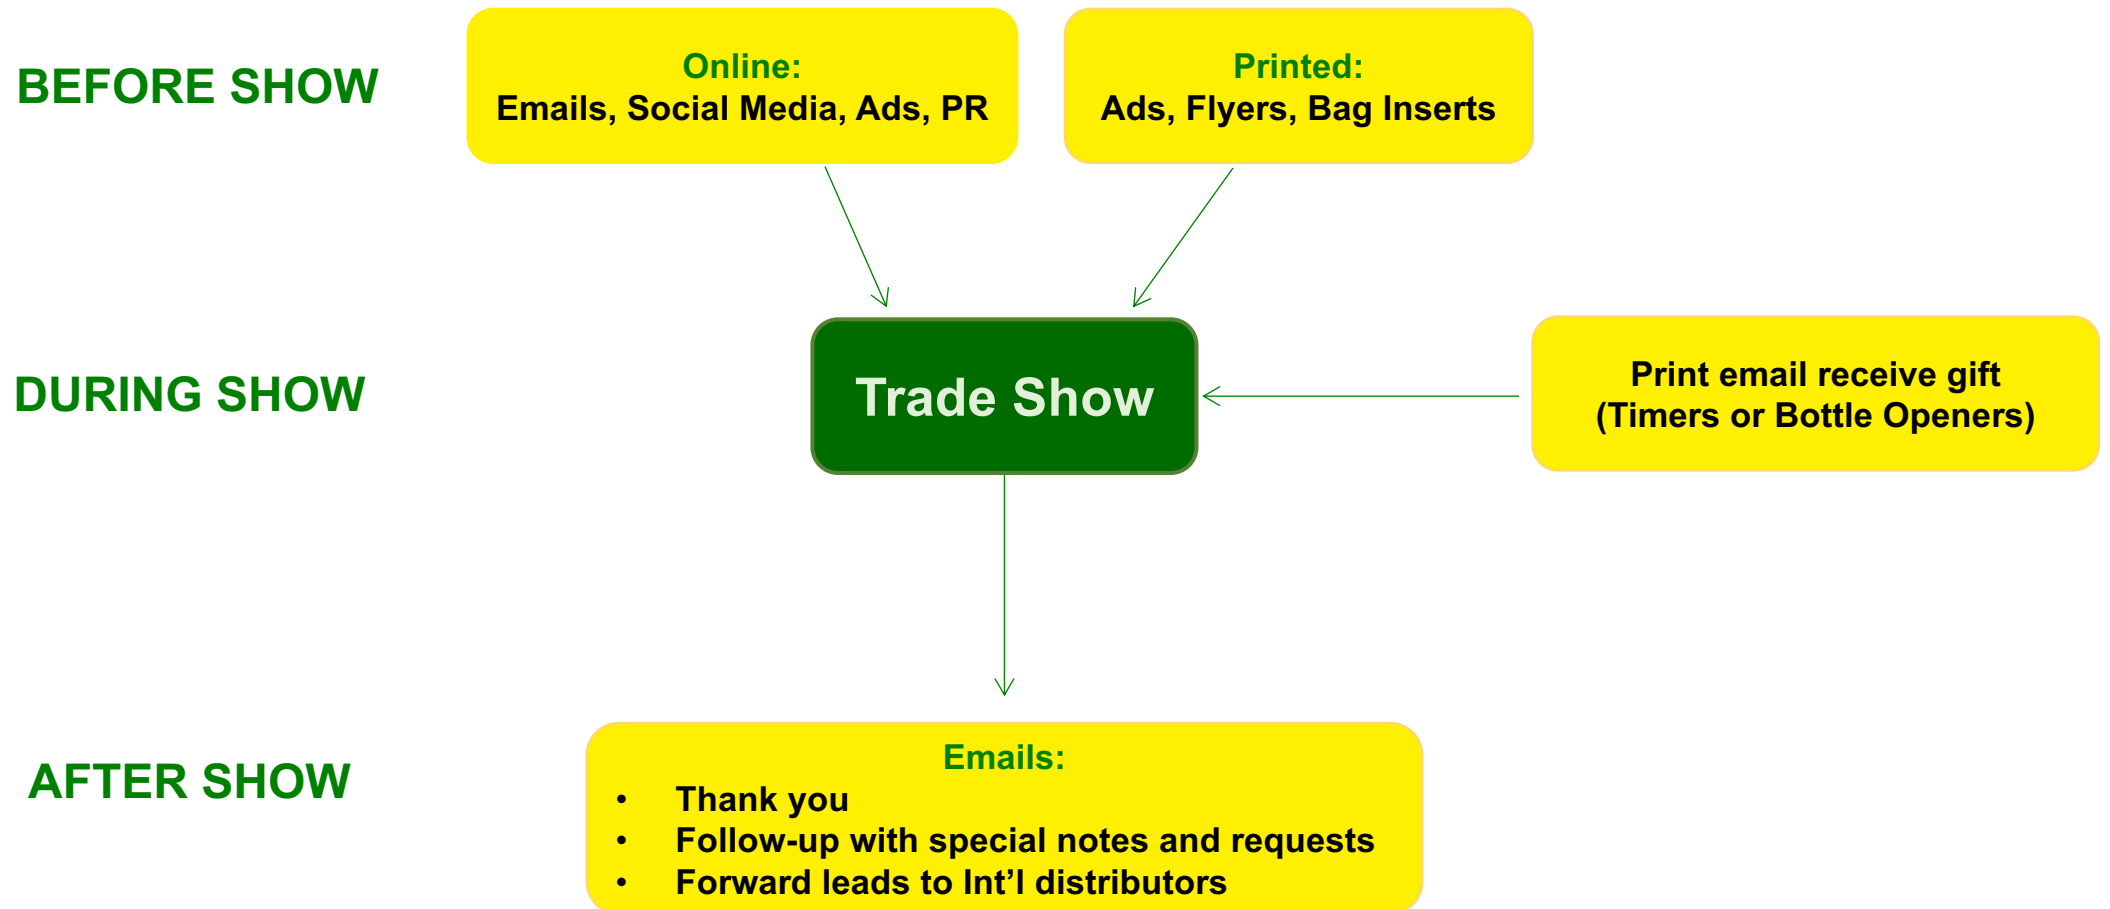 BEFORE SHOW
Online:
Emails, Social Media, Ads, PR
Printed:
Ads, Flyers, Bag Inserts
DURING SHOW
Trade Show
Print email receive gift
(Timers or Bottle Openers)
AFTER SHOW
Emails:
• Thank you
• Follow-up with special notes and requests
• Forward leads to Int’l distributors